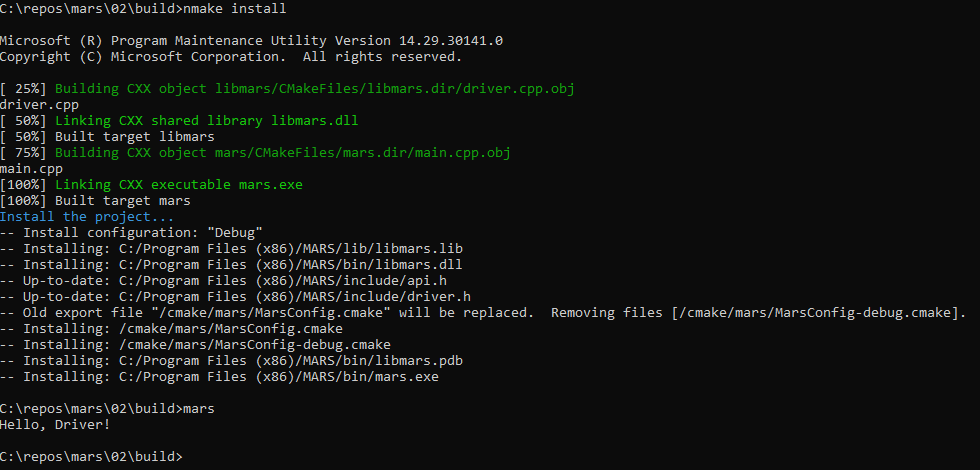 C:\repos\mars\02\build>nmake install
Microsoft (R) Program Maintenance Utility Version 14.29.30141.0
Copyright (C) Microsoft Corporation.  All rights reserved.
[ 25%] Building CXX object libmars/CMakeFiles/libmars.dir/driver.cpp.obj
driver.cpp
[ 50%] Linking CXX shared library libmars.dll
[ 50%] Built target libmars
[ 75%] Building CXX object mars/CMakeFiles/mars.dir/main.cpp.obj
main.cpp
[100%] Linking CXX executable mars.exe
[100%] Built target mars
Install the project...
-- Install configuration: "Debug"
-- Installing: C:/Program Files (x86)/MARS/lib/libmars.lib
-- Installing: C:/Program Files (x86)/MARS/bin/libmars.dll
-- Up-to-date: C:/Program Files (x86)/MARS/include/api.h
-- Up-to-date: C:/Program Files (x86)/MARS/include/driver.h
-- Old export file "/cmake/mars/MarsConfig.cmake" will be replaced.  Removing files [/cmake/mars/MarsConfig-debug.cmake].
-- Installing: /cmake/mars/MarsConfig.cmake
-- Installing: /cmake/mars/MarsConfig-debug.cmake
-- Installing: C:/Program Files (x86)/MARS/bin/libmars.pdb
-- Installing: C:/Program Files (x86)/MARS/bin/mars.exe
C:\repos\mars\02\build>mars
Hello, Driver!
C:\repos\mars\02\build>